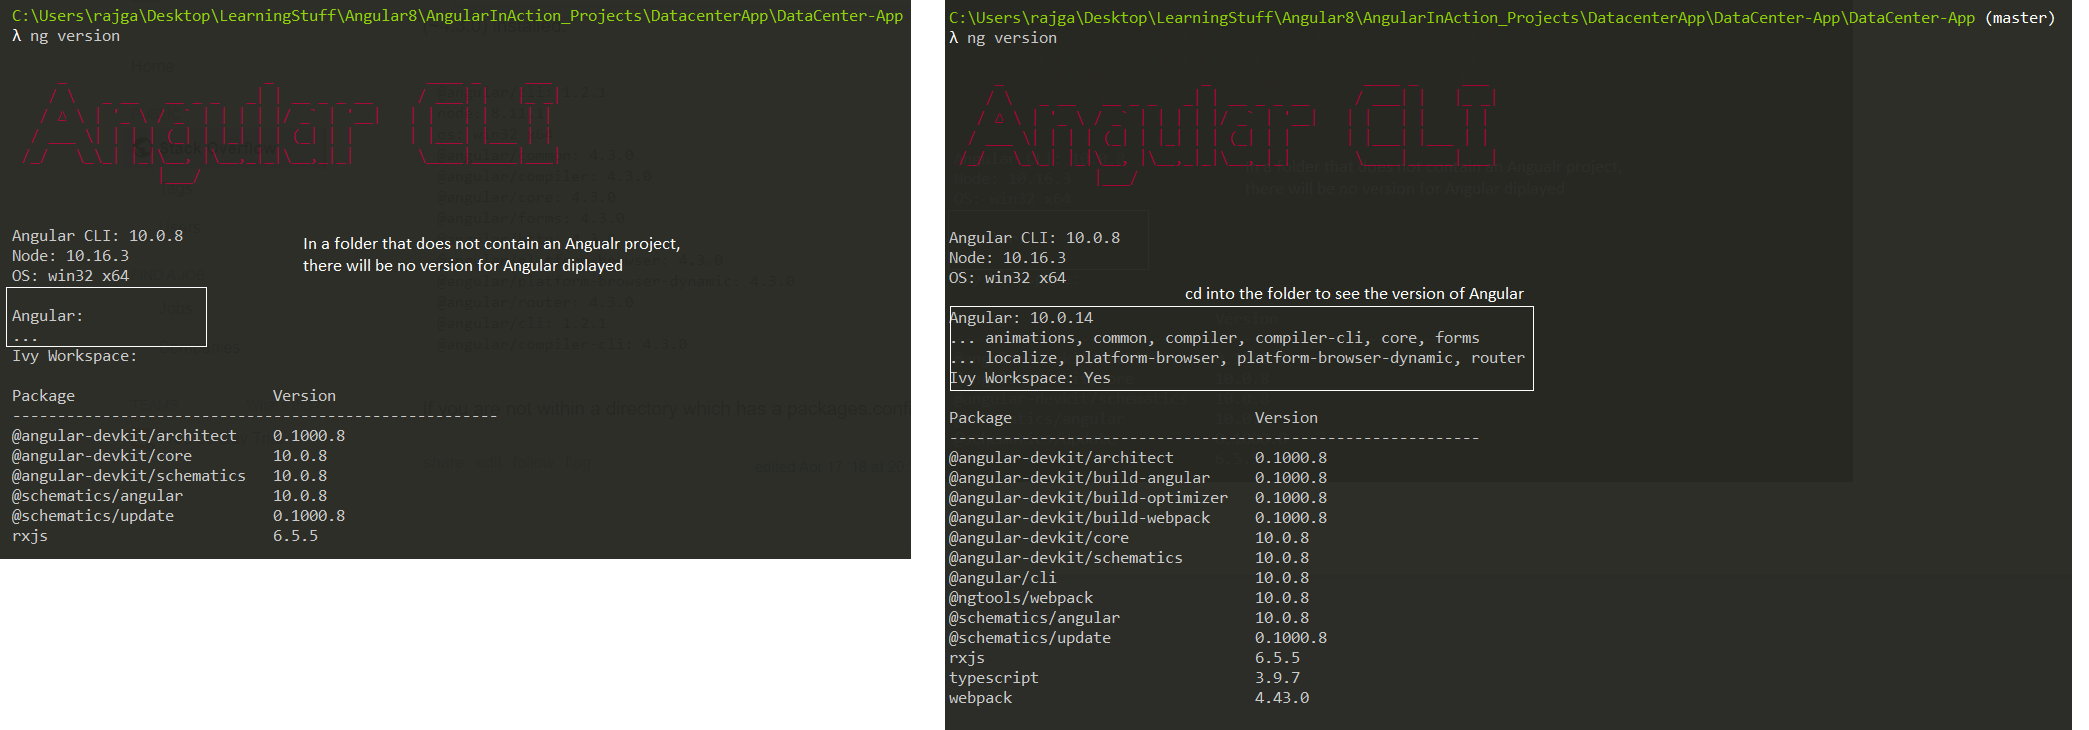 C:\Users\rajga\Desktop\LearningStuff\Angular8\AngularInAction_Projects\DatacenterApp\DataCenter-App
λ ng version
Angular CLI
Angular CLI: 10.0.8
Node: 10.16.3
OS: win32 x64
In a folder that does not contain an Angualr project,
there will be no version for Angular diplayed
Angular:
...
Ivy Workspace:
Package Version
------------------------------------------------------
@angular-devkit/architect 0.1000.8
@angular-devkit/core 10.0.8
@angular-devkit/schematics 10.0.8
@schematics/angular 10.0.8
@schematics/update 0.1000.8
rxjs 6.5.5
C:\Users\rajga\Desktop\LearningStuff\Angular8\AngularInAction_Projects\DatacenterApp\DataCenter-App\DataCenter-App (master)
λ ng version
Angular CLI
Angular CLI: 10.0.8
Node: 10.16.3
OS: win32 x64
cd into the folder to see the version of Angular
Angular: 10.0.14
... animations, common, compiler, compiler-cli, core, forms
... localize, platform-browser, platform-browser-dynamic, router
Ivy Workspace: Yes
Package Version
-----------------------------------------------------------
@angular-devkit/architect 0.1000.8
@angular-devkit/build-angular 0.1000.8
@angular-devkit/build-optimizer 0.1000.8
@angular-devkit/build-webpack 0.1000.8
@angular-devkit/core 10.0.8
@angular-devkit/schematics 10.0.8
@angular/cli 10.0.8
@ngtools/webpack 10.0.8
@schematics/angular 10.0.8
@schematics/update 0.1000.8
rxjs 6.5.5
typescript 3.9.7
webpack 4.43.0